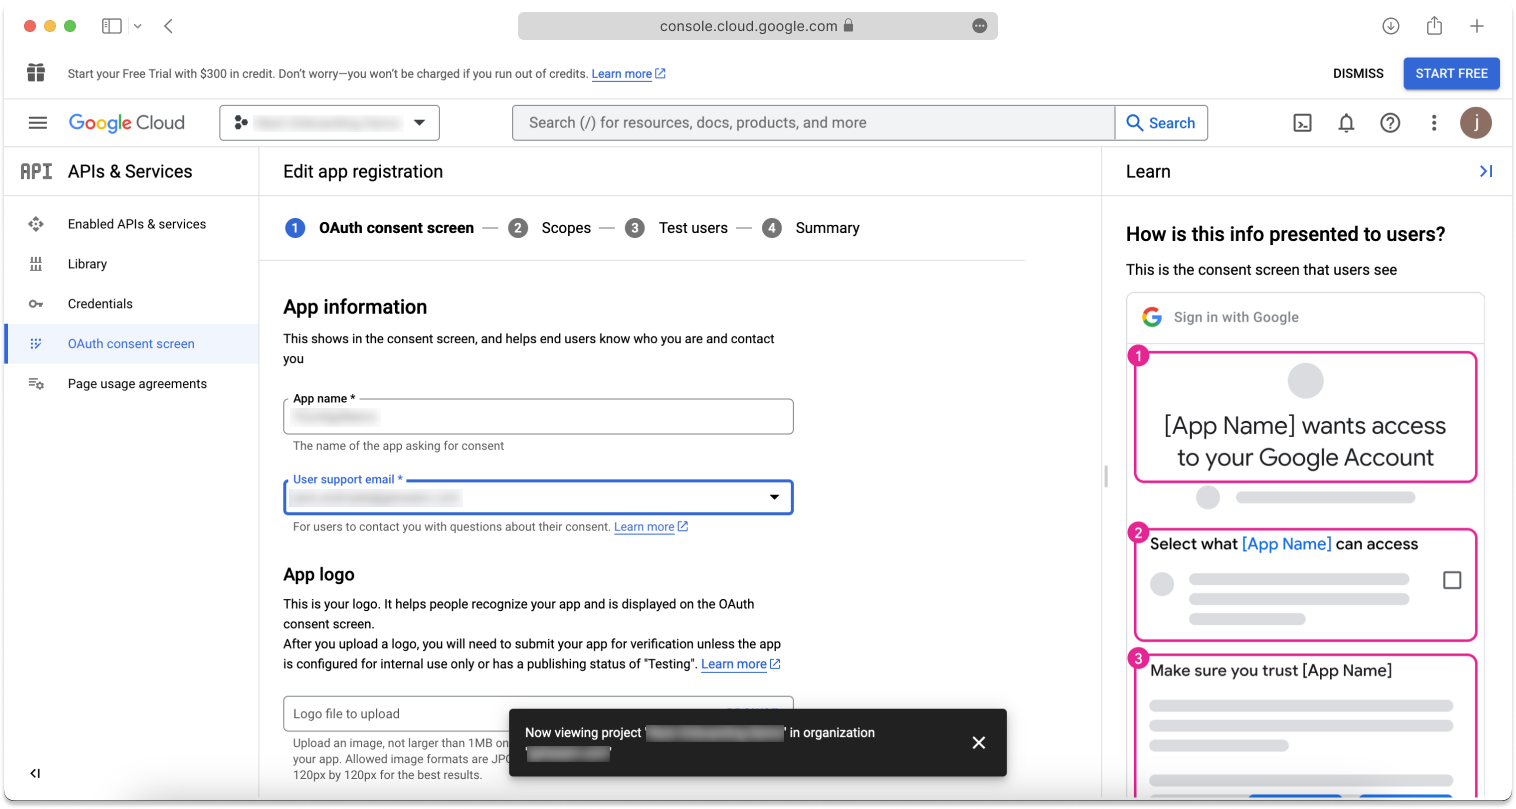 console.cloud.google.com
Start your Free Trial with $300 in credit. Don't worry—you won't be charged if you run out of credits. Learn more
DISMISS
START FREE
Google Cloud
Search (/) for resources, docs, products, and more
Search
j
API
APIs & Services
Enabled APIs & services
Library
Credentials
OAuth consent screen
Page usage agreements
Edit app registration
1 OAuth consent screen — 2 Scopes — 3 Test users — 4 Summary
App information
This shows in the consent screen, and helps end users know who you are and contact
you
App name *
The name of the app asking for consent
User support email *
For users to contact you with questions about their consent. Learn more
App logo
This is your logo. It helps people recognize your app and is displayed on the OAuth
consent screen.
After you upload a logo, you will need to submit your app for verification unless the app
is configured for internal use only or has a publishing status of "Testing". Learn more
Logo file to upload
Upload an image, not larger than 1MB on
your app. Allowed image formats are JPG
120px by 120px for the best results.
Now viewing project '' in organization
''
Learn
How is this info presented to users?
This is the consent screen that users see
Sign in with Google
1
[App Name] wants access
to your Google Account
2
Select what [App Name] can access
3
Make sure you trust [App Name]